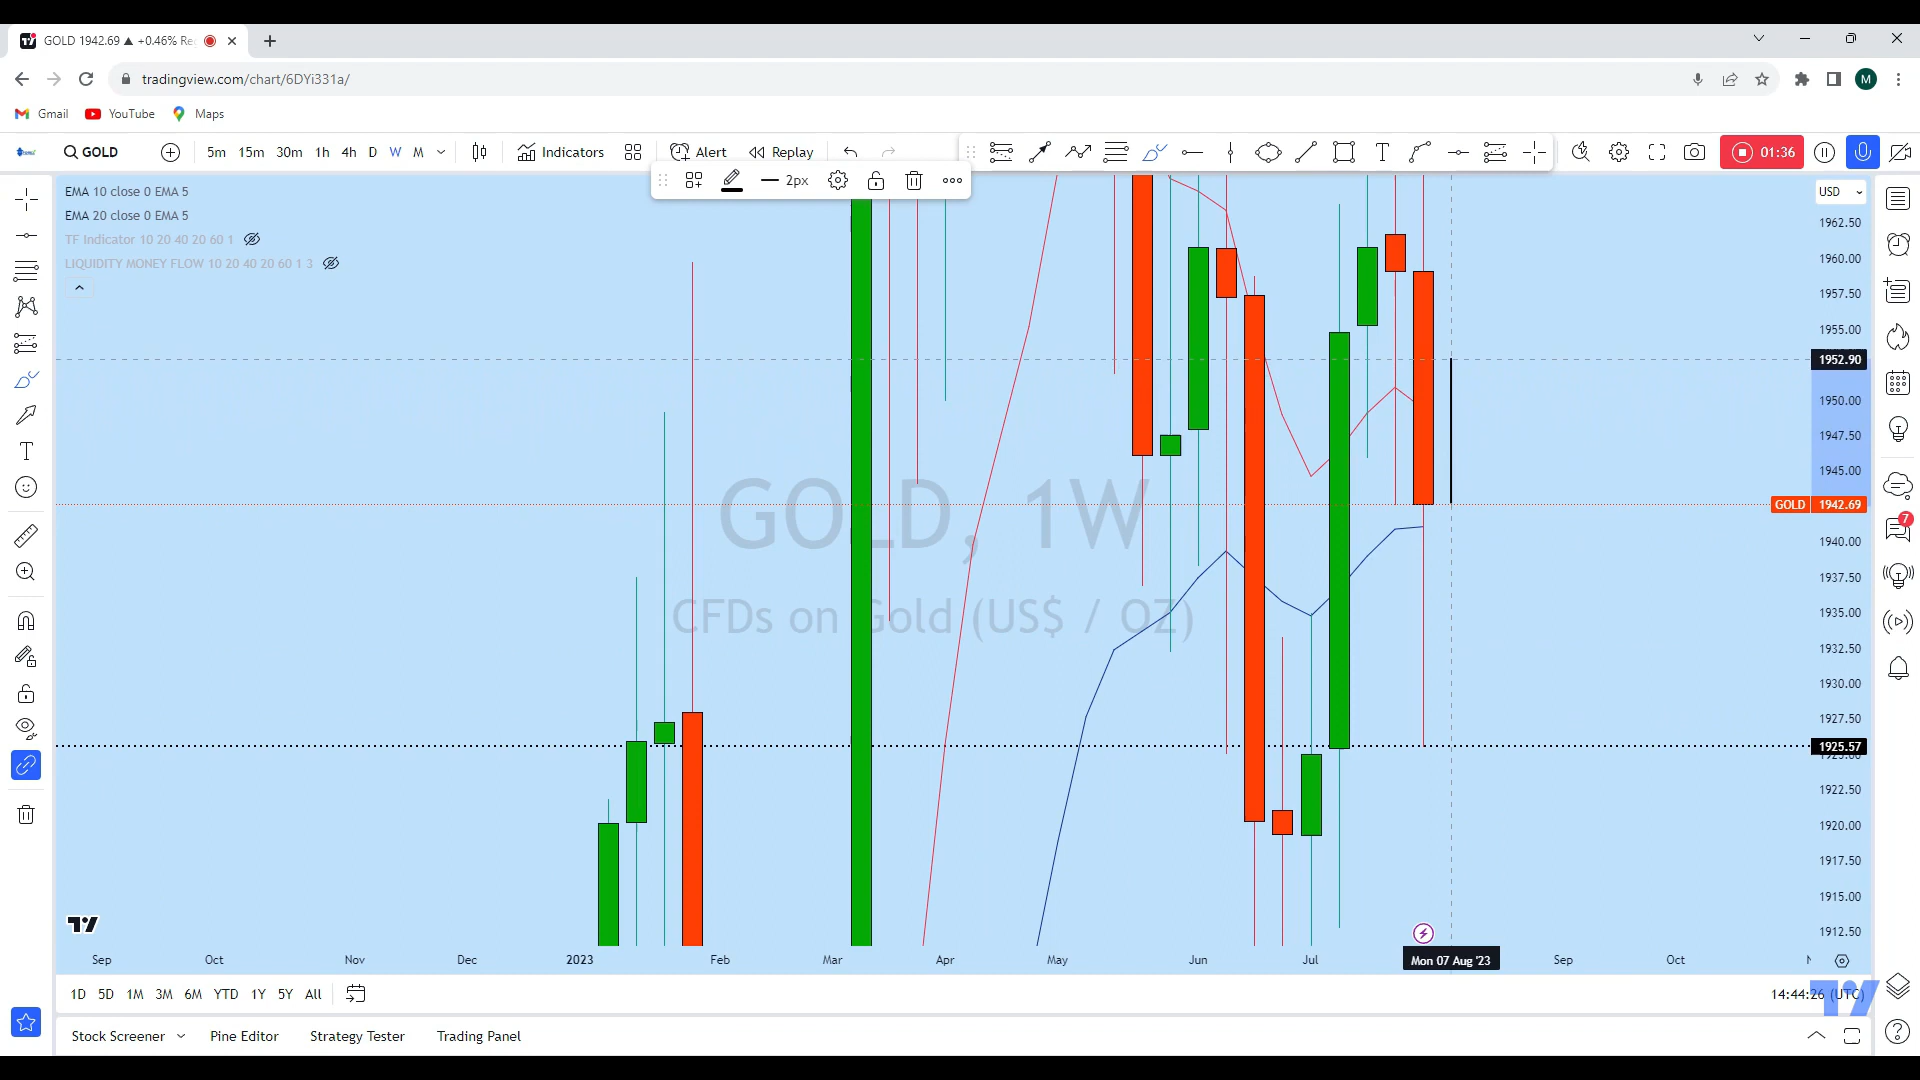 GOLD 1942.69 ▲ +0.46% Re
tradingview.com/chart/6DYi331a/
M
Gmail YouTube Maps
GOLD 5m 15m 30m 1h 4h D W M Indicators Alert Replay 01:36
2px
EMA 10 close 0 EMA 5
EMA 20 close 0 EMA 5
TF Indicator 10 20 40 20 60 1
LIQUIDITY MONEY FLOW 10 20 40 20 60 1 3
USD
1962.50
1960.00
1957.50
1955.00
1952.90
1950.00
1947.50
1945.00
GOLD 1942.69
1940.00
1937.50
1935.00
1932.50
1930.00
1927.50
1925.57
1922.50
1920.00
1917.50
1915.00
1912.50
7
GOLD, 1W
CFDs on Gold (US$ / OZ)
Sep Oct Nov Dec 2023 Feb Mar Apr May Jun Jul Mon 07 Aug '23 Sep Oct
1D 5D 1M 3M 6M YTD 1Y 5Y All 14:44:26 (UTC)
Stock Screener Pine Editor Strategy Tester Trading Panel